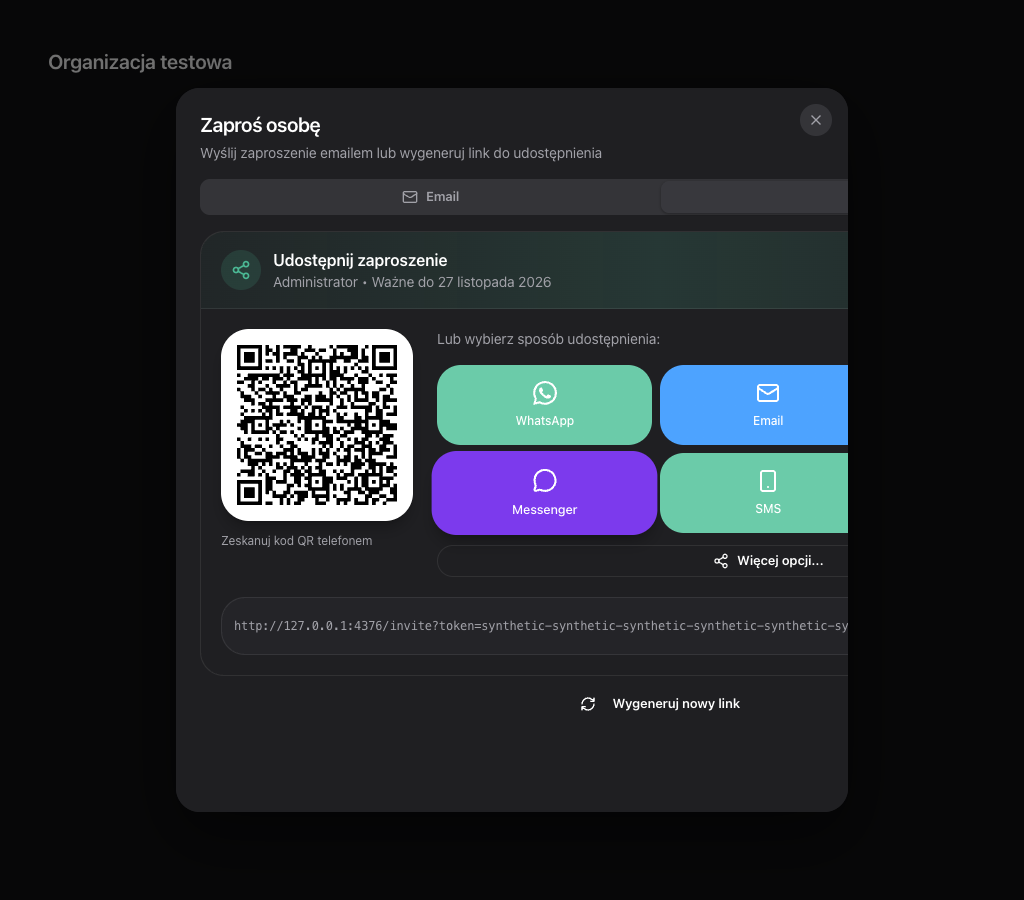 Organizacja testowa
Zaproś osobę
Wyślij zaproszenie emailem lub wygeneruj link do udostępnienia
Email
Udostępnij zaproszenie
Administrator • Ważne do 27 listopada 2026
Lub wybierz sposób udostępnienia:
WhatsApp
Email
Messenger
SMS
Zeskanuj kod QR telefonem
Więcej opcji...
http://127.0.0.1:4376/invite?token=synthetic-synthetic-synthetic-synthetic-synthetic-sy
Wygeneruj nowy link